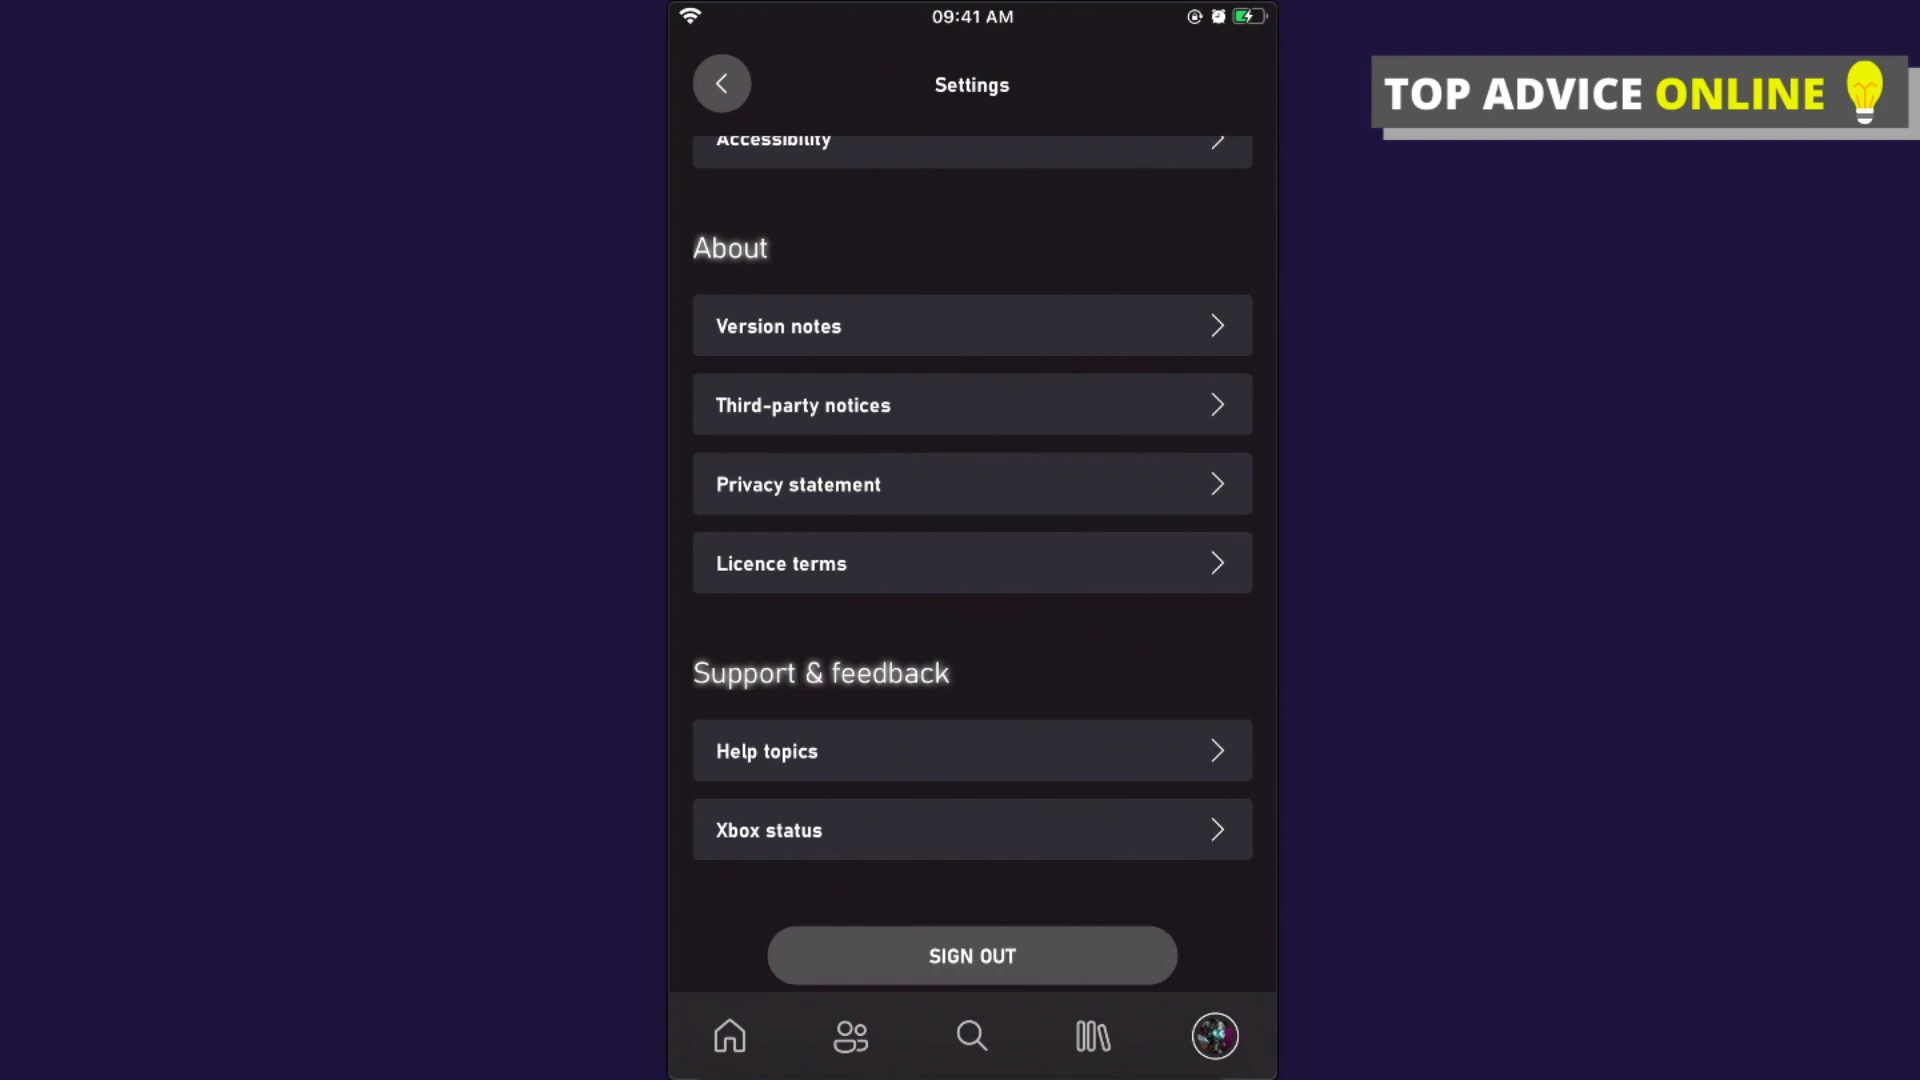 09:41 AM
Settings
TOP ADVICE ONLINE
Accessibility
About
Version notes
Third-party notices
Privacy statement
Licence terms
Support & feedback
Help topics
Xbox status
SIGN OUT